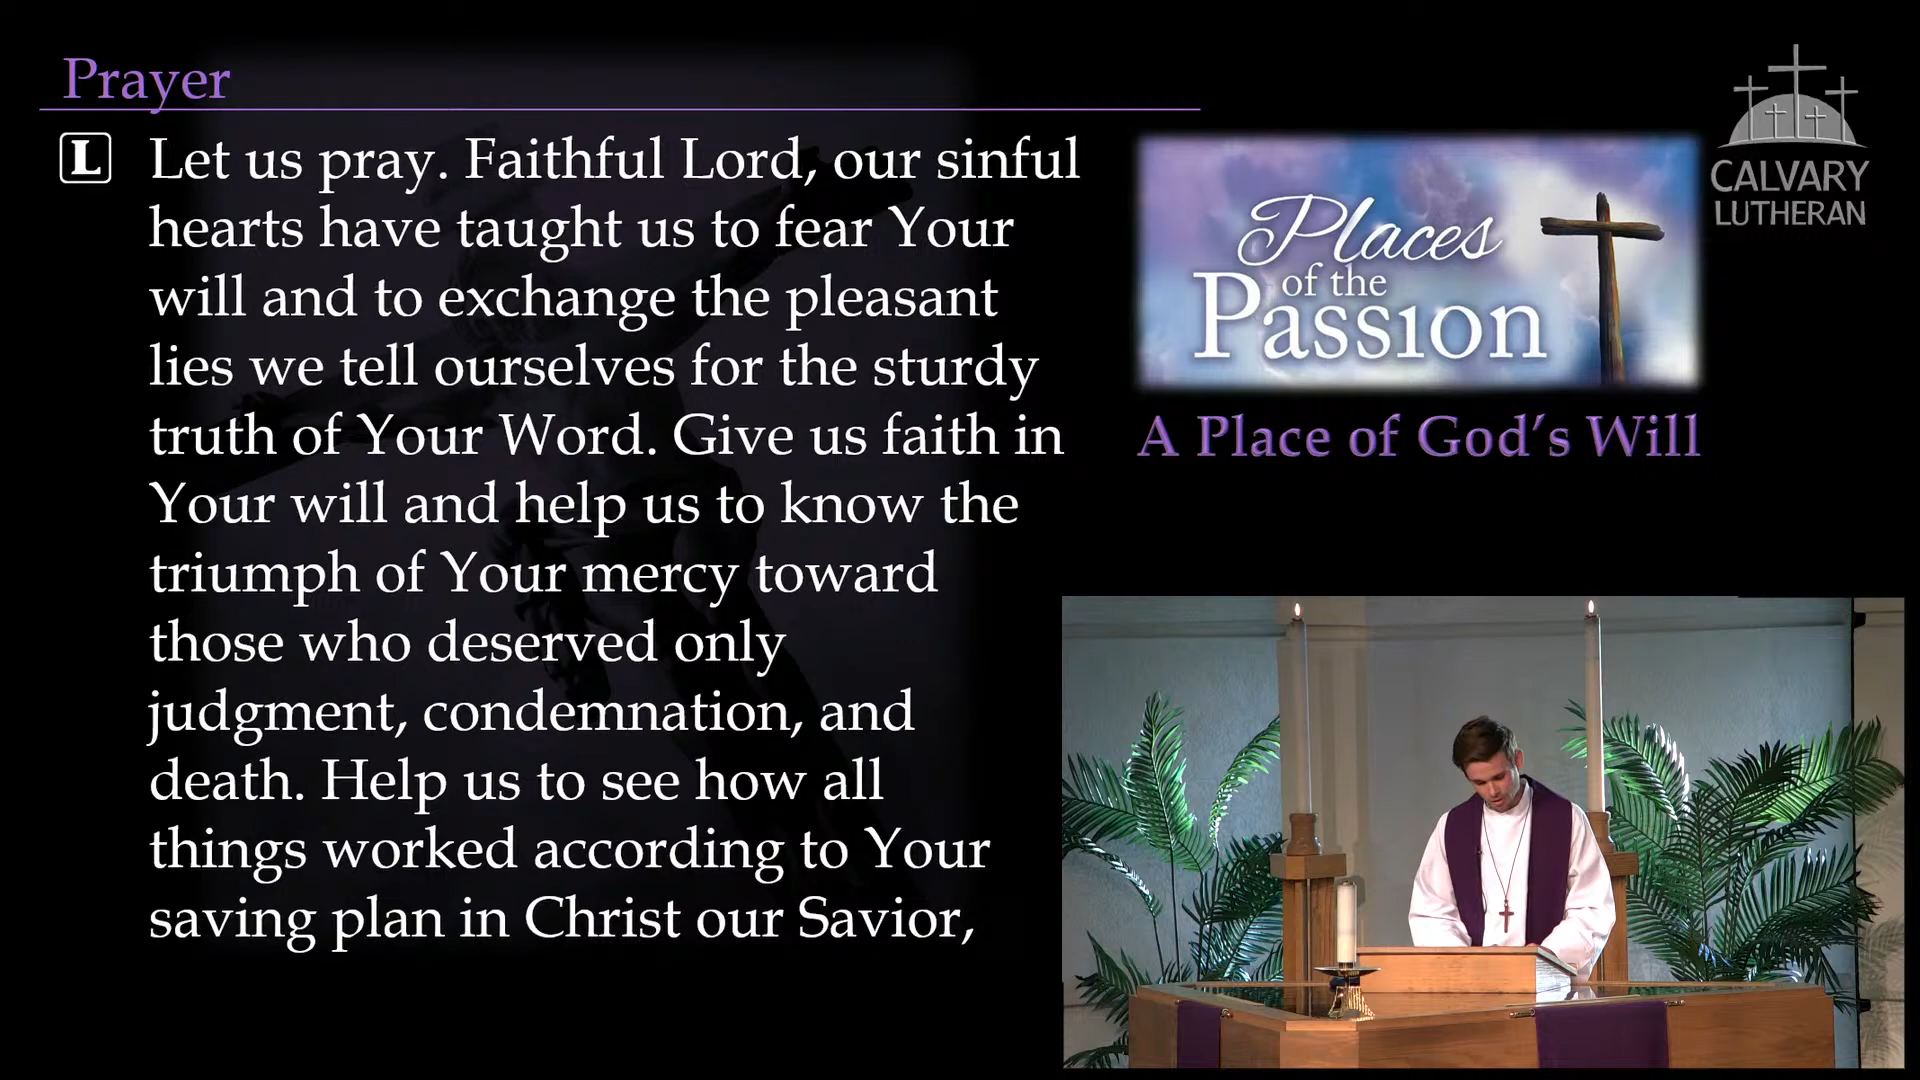 Prayer
L Let us pray. Faithful Lord, our sinful
hearts have taught us to fear Your
will and to exchange the pleasant
lies we tell ourselves for the sturdy
truth of Your Word. Give us faith in
Your will and help us to know the
triumph of Your mercy toward
those who deserved only
judgment, condemnation, and
death. Help us to see how all
things worked according to Your
saving plan in Christ our Savior,
Places
of the
Passion
A Place of God's Will
CALVARY
LUTHERAN